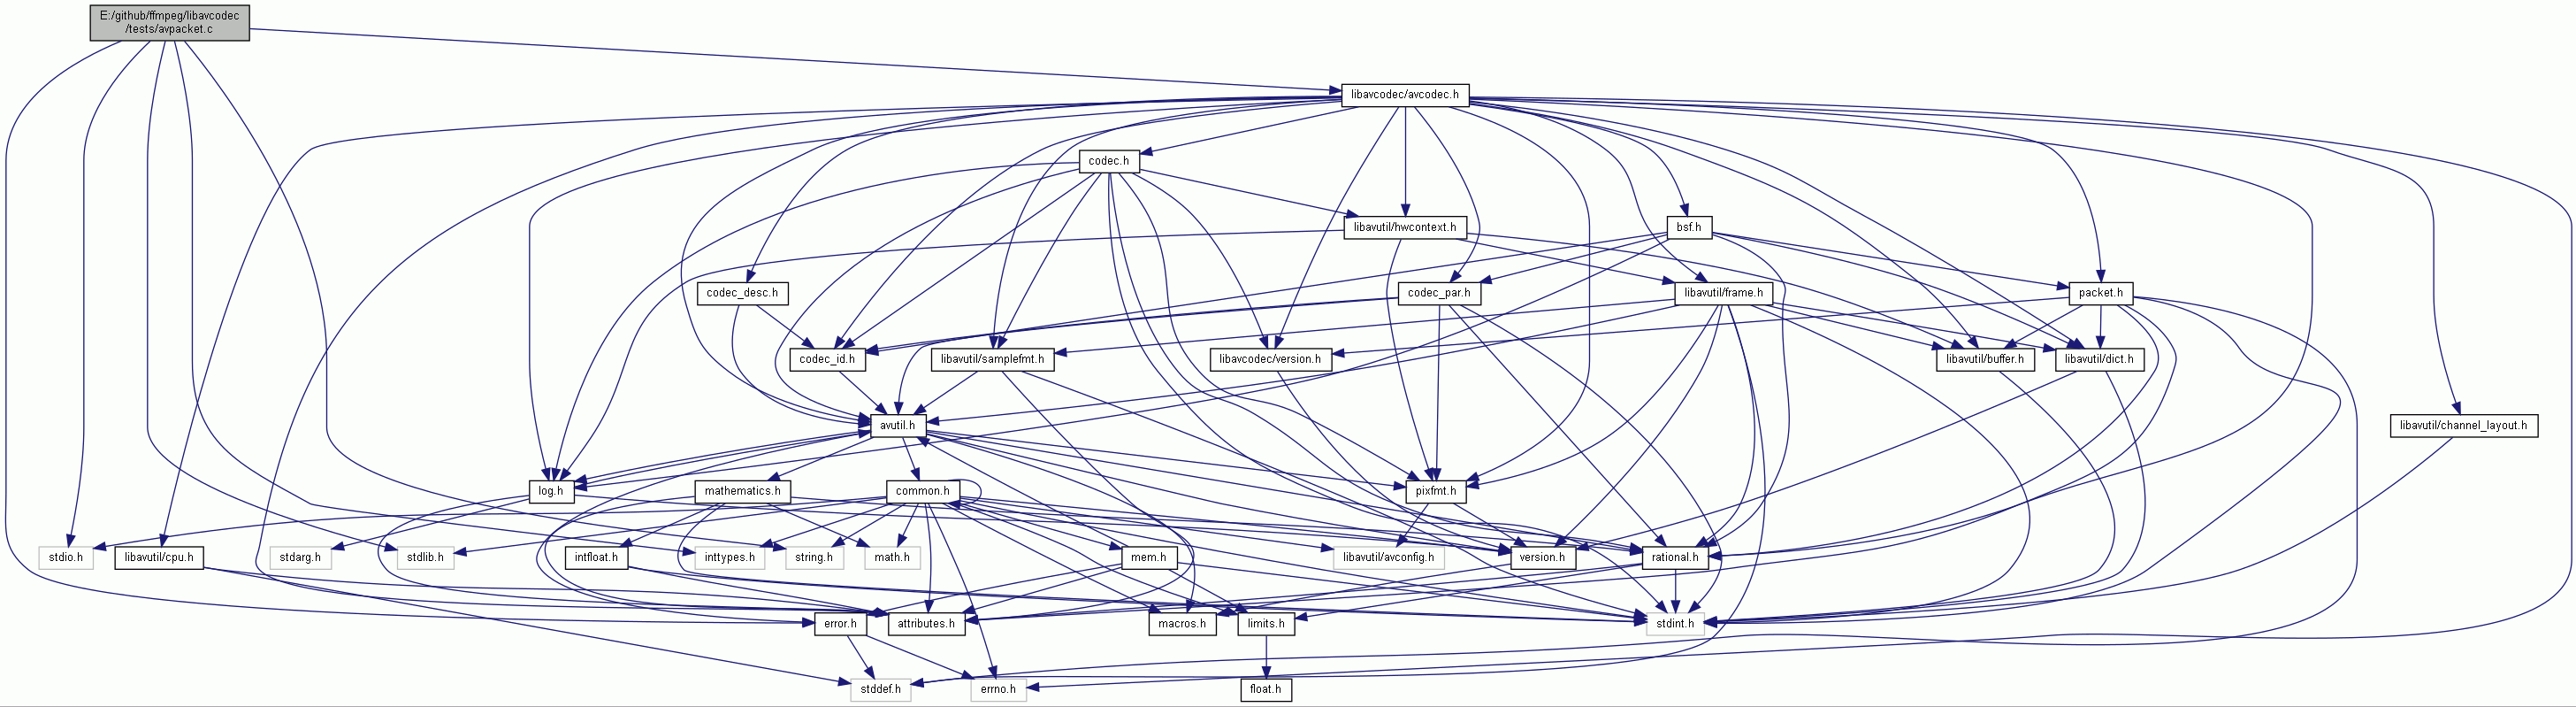 E:/github/ffmpeg/libavcodec
/tests/avpacket.c
libavcodec/avcodec.h
codec.h
libavutil/hwcontext.h
bsf.h
codec_desc.h
codec_par.h
libavutil/frame.h
packet.h
codec_id.h
libavutil/samplefmt.h
libavcodec/version.h
libavutil/buffer.h
libavutil/dict.h
avutil.h
libavutil/channel_layout.h
log.h
mathematics.h
common.h
pixfmt.h
stdio.h
libavutil/cpu.h
stdarg.h
stdlib.h
intfloat.h
inttypes.h
string.h
math.h
mem.h
libavutil/avconfig.h
version.h
rational.h
error.h
attributes.h
macros.h
limits.h
stdint.h
stddef.h
errno.h
float.h